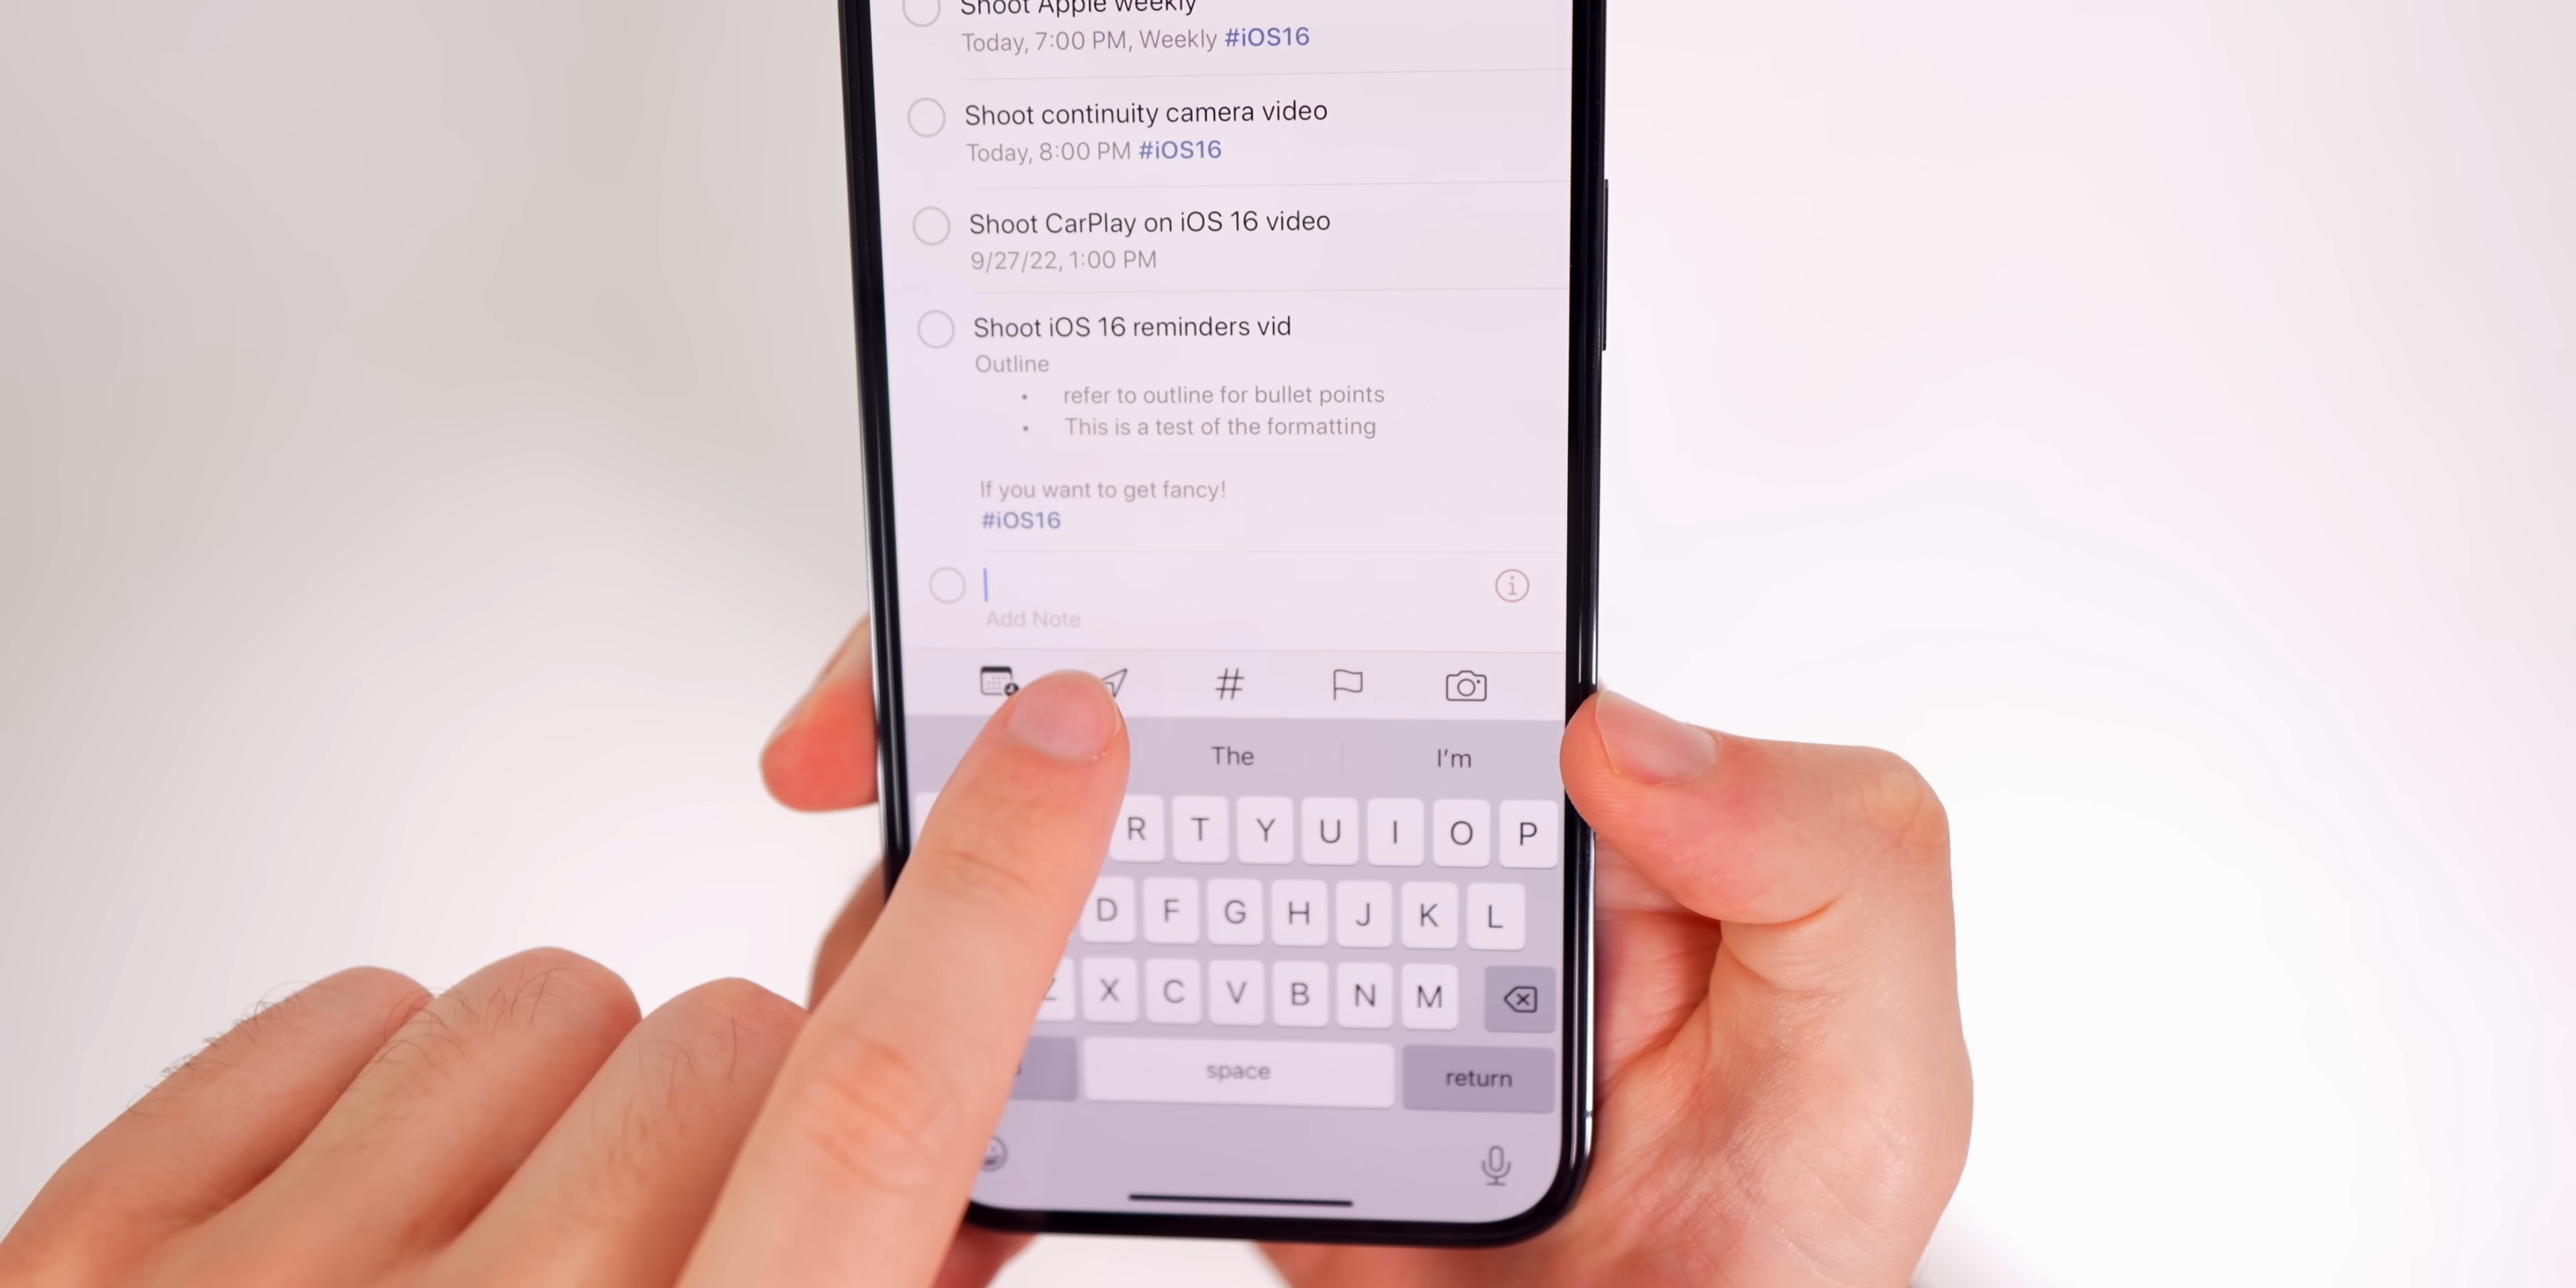 Shoot Apple weekly
Today, 7:00 PM, Weekly #iOS16
Shoot continuity camera video
Today, 8:00 PM #iOS16
Shoot CarPlay on iOS 16 video
9/27/22, 1:00 PM
Shoot iOS 16 reminders vid
Outline
• refer to outline for bullet points
• This is a test of the formatting
If you want to get fancy!
#iOS16
Add Note
#
The I'm
R T Y U I O P
D F G H J K L
Z X C V B N M
space return